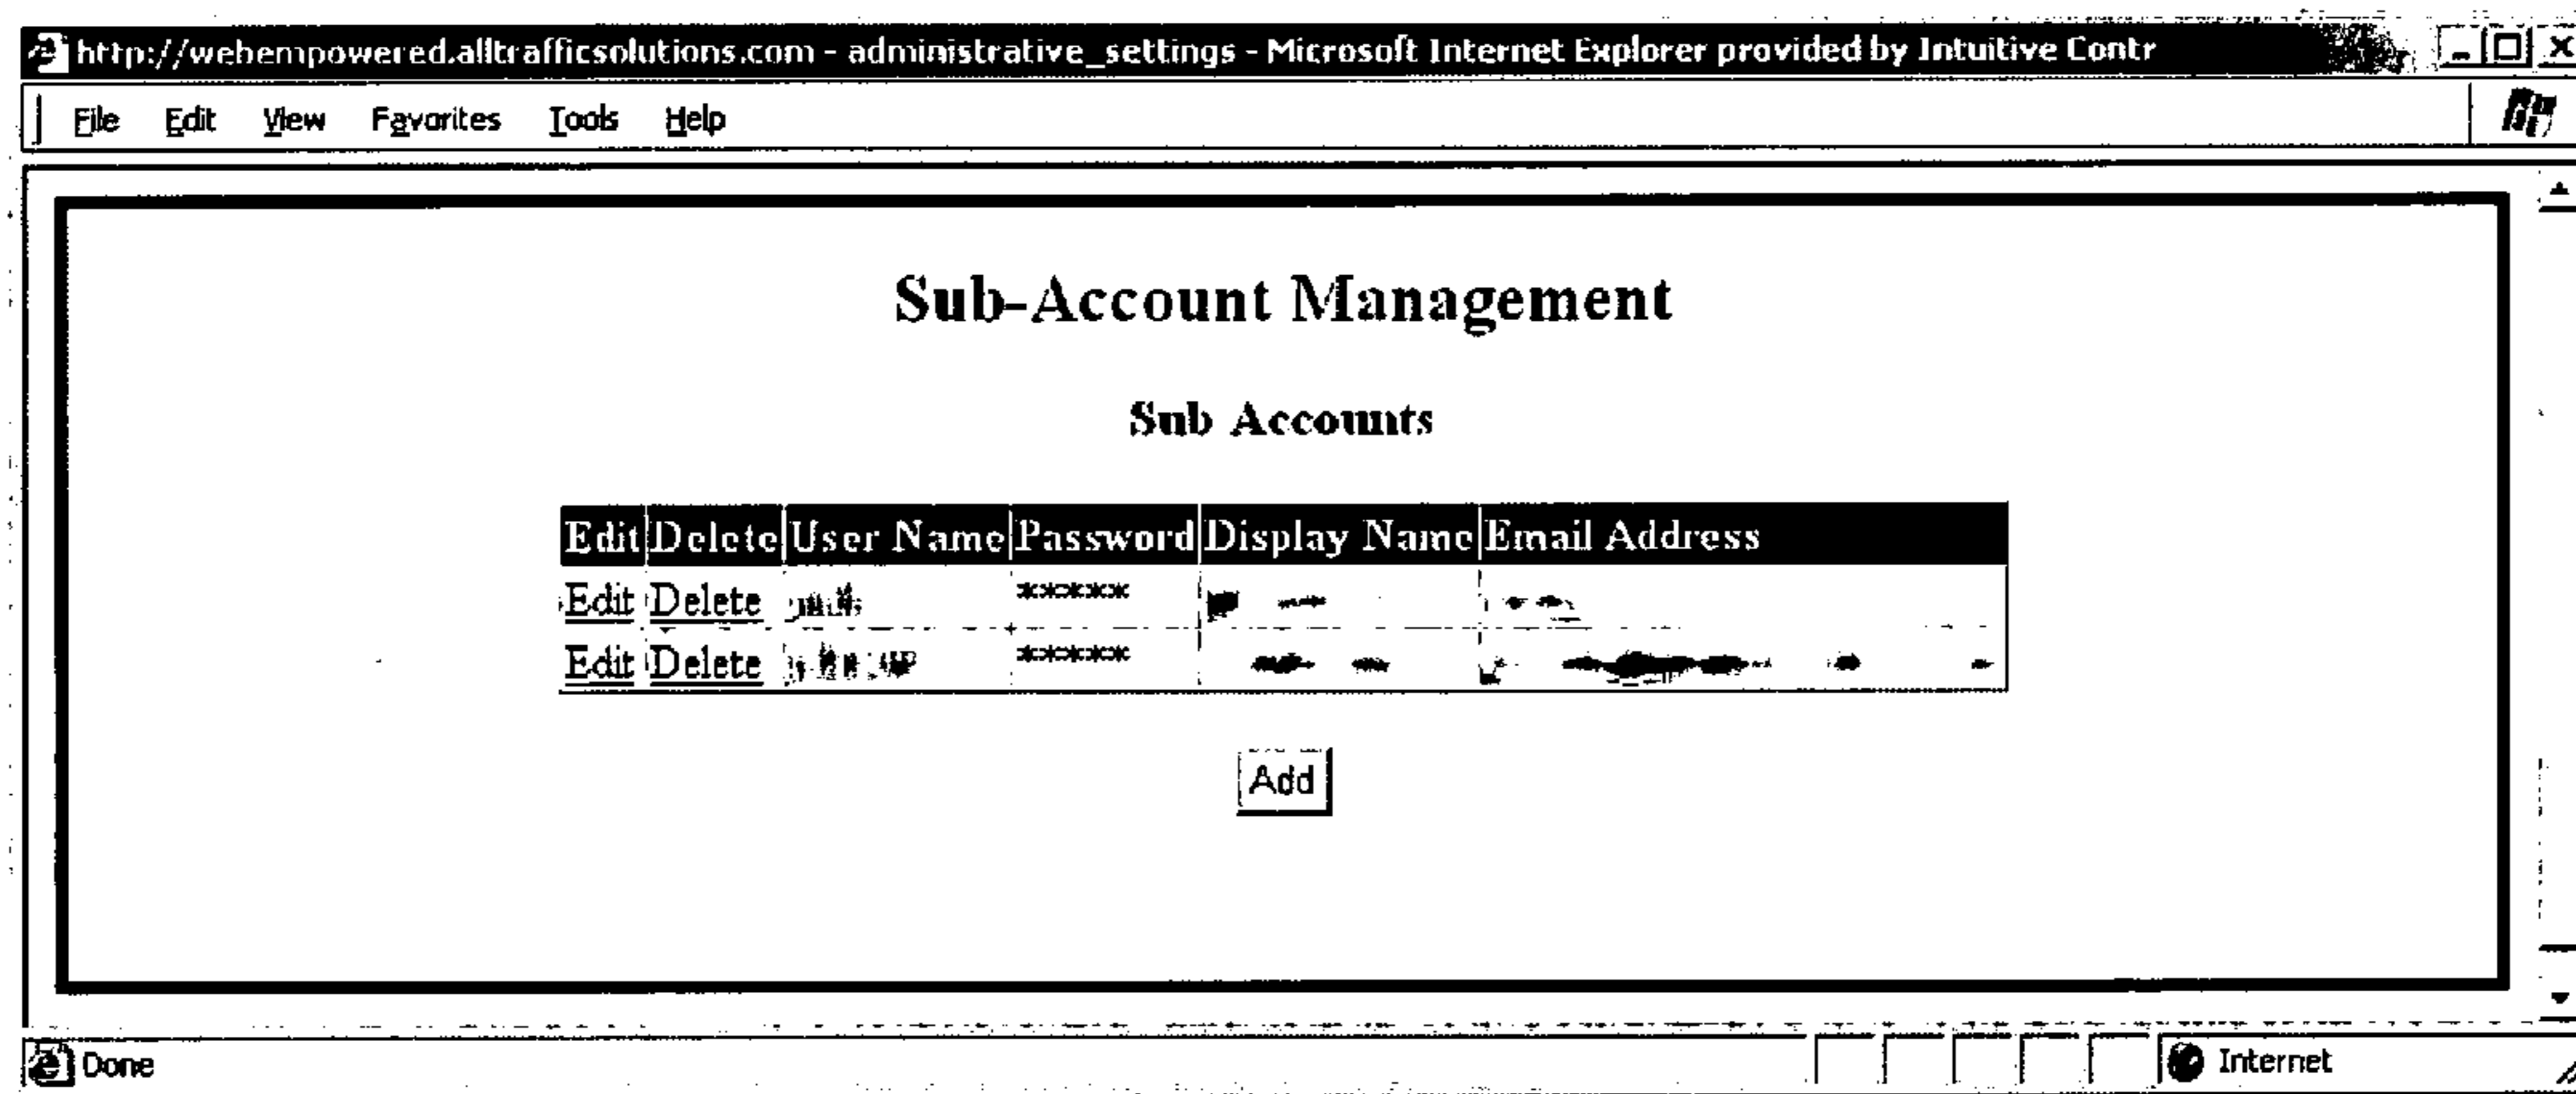 http://webempowered.alltrafficsolutions.com - administrative_settings - Microsoft Internet Explorer provided by Intuitive Contr
File Edit View Favorites Tools Help
Sub-Account Management
Sub Accounts
Edit Delete User Name Password Display Name Email Address
Edit Delete *****
Edit Delete *****
Add
Done Internet